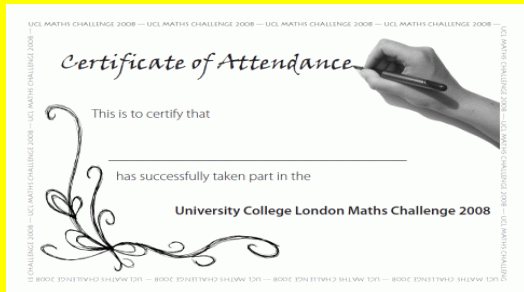 UCL MATHS CHALLENGE 2008 — UCL MATHS CHALLENGE 2008 — UCL MATHS CHALLENGE 2008 — UCL MATHS CHALLENGE 2008 —
Certificate of Attendance
This is to certify that
has successfully taken part in the
University College London Maths Challenge 2008